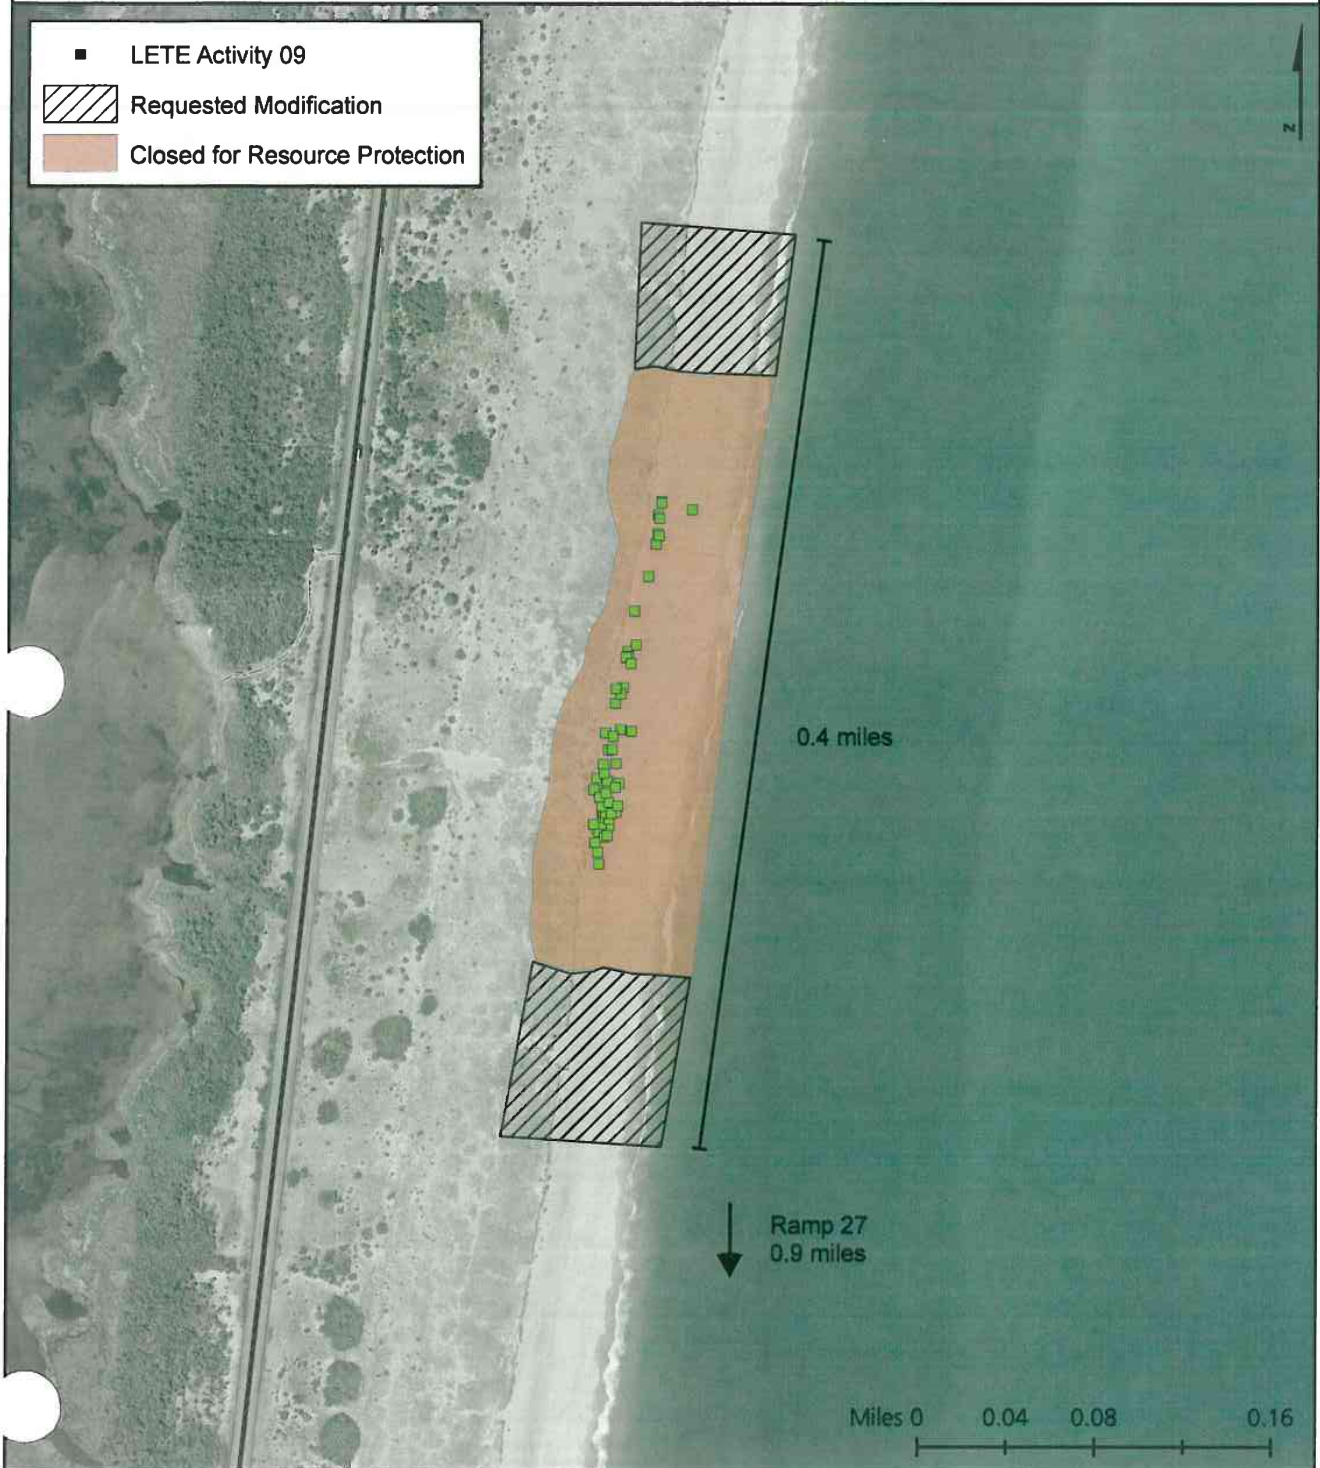 LETE Activity 09
Requested Modification
Closed for Resource Protection
N
0.4 miles
Ramp 27
0.9 miles
Miles 0 0.04 0.08 0.16